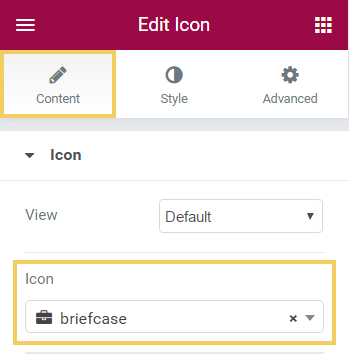 Edit Icon
Content Style Advanced
Icon
View Default
Icon
briefcase ×